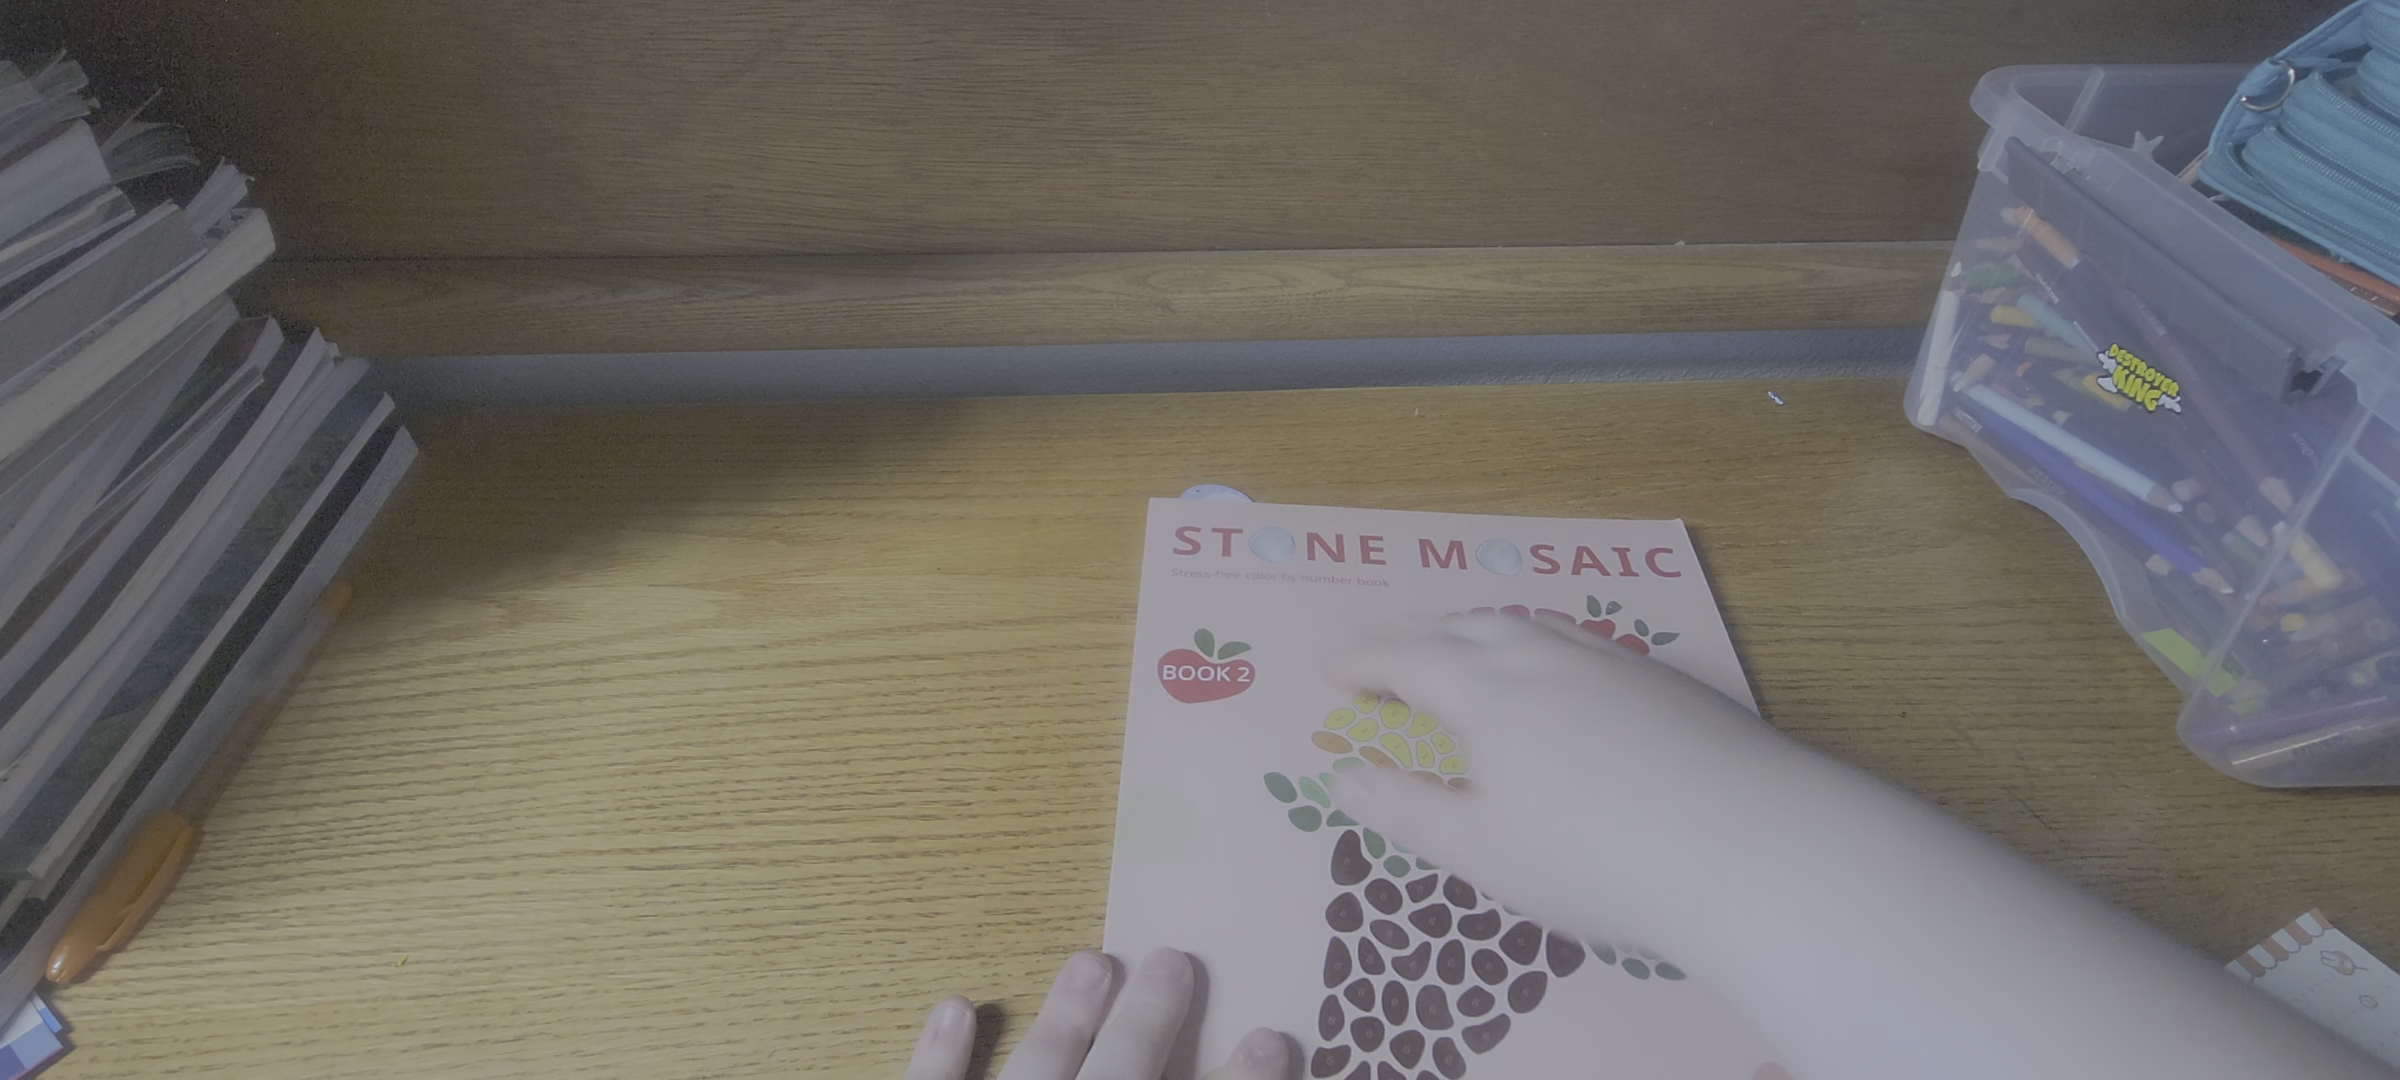 STONE MOSAIC
Stress-free color by number book
BOOK 2
DESTROYER
KING